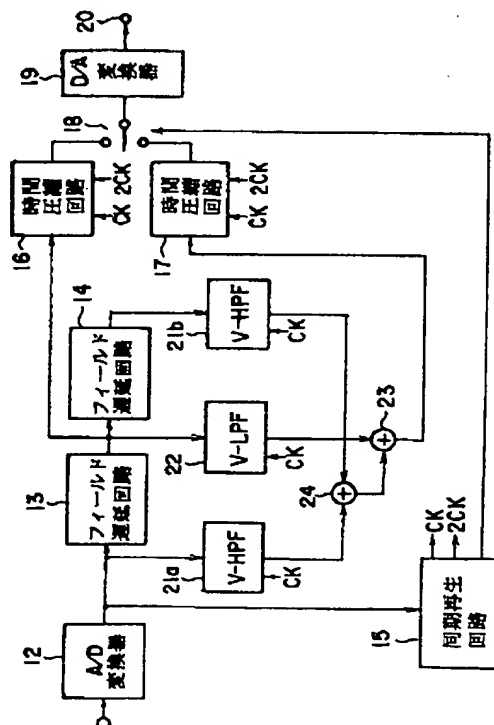 20
19
D/A
変換器
18
時間
圧縮
回路
16
CK
2CK
時間
圧縮
回路
17
CK
2CK
14
フィールド
遅延回路
13
フィールド
遅延回路
21b
V-HPF
CK
22
V-LPF
CK
23
24
21a
V-HPF
CK
12
A/D
変換器
15
同期再生
回路
CK
2CK